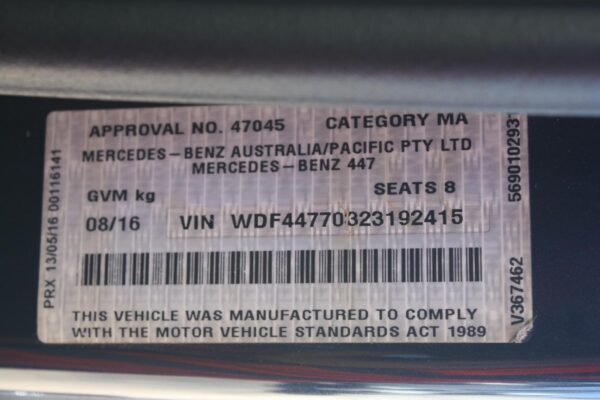 APPROVAL NO. 47045 CATEGORY MA
MERCEDES-BENZ AUSTRALIA/PACIFIC PTY LTD
MERCEDES-BENZ 447
GVM kg SEATS 8
08/16 VIN WDF44770323192415
THIS VEHICLE WAS MANUFACTURED TO COMPLY
WITH THE MOTOR VEHICLE STANDARDS ACT 1989
PRX 13/05/16 00116141
V367462 5690102931